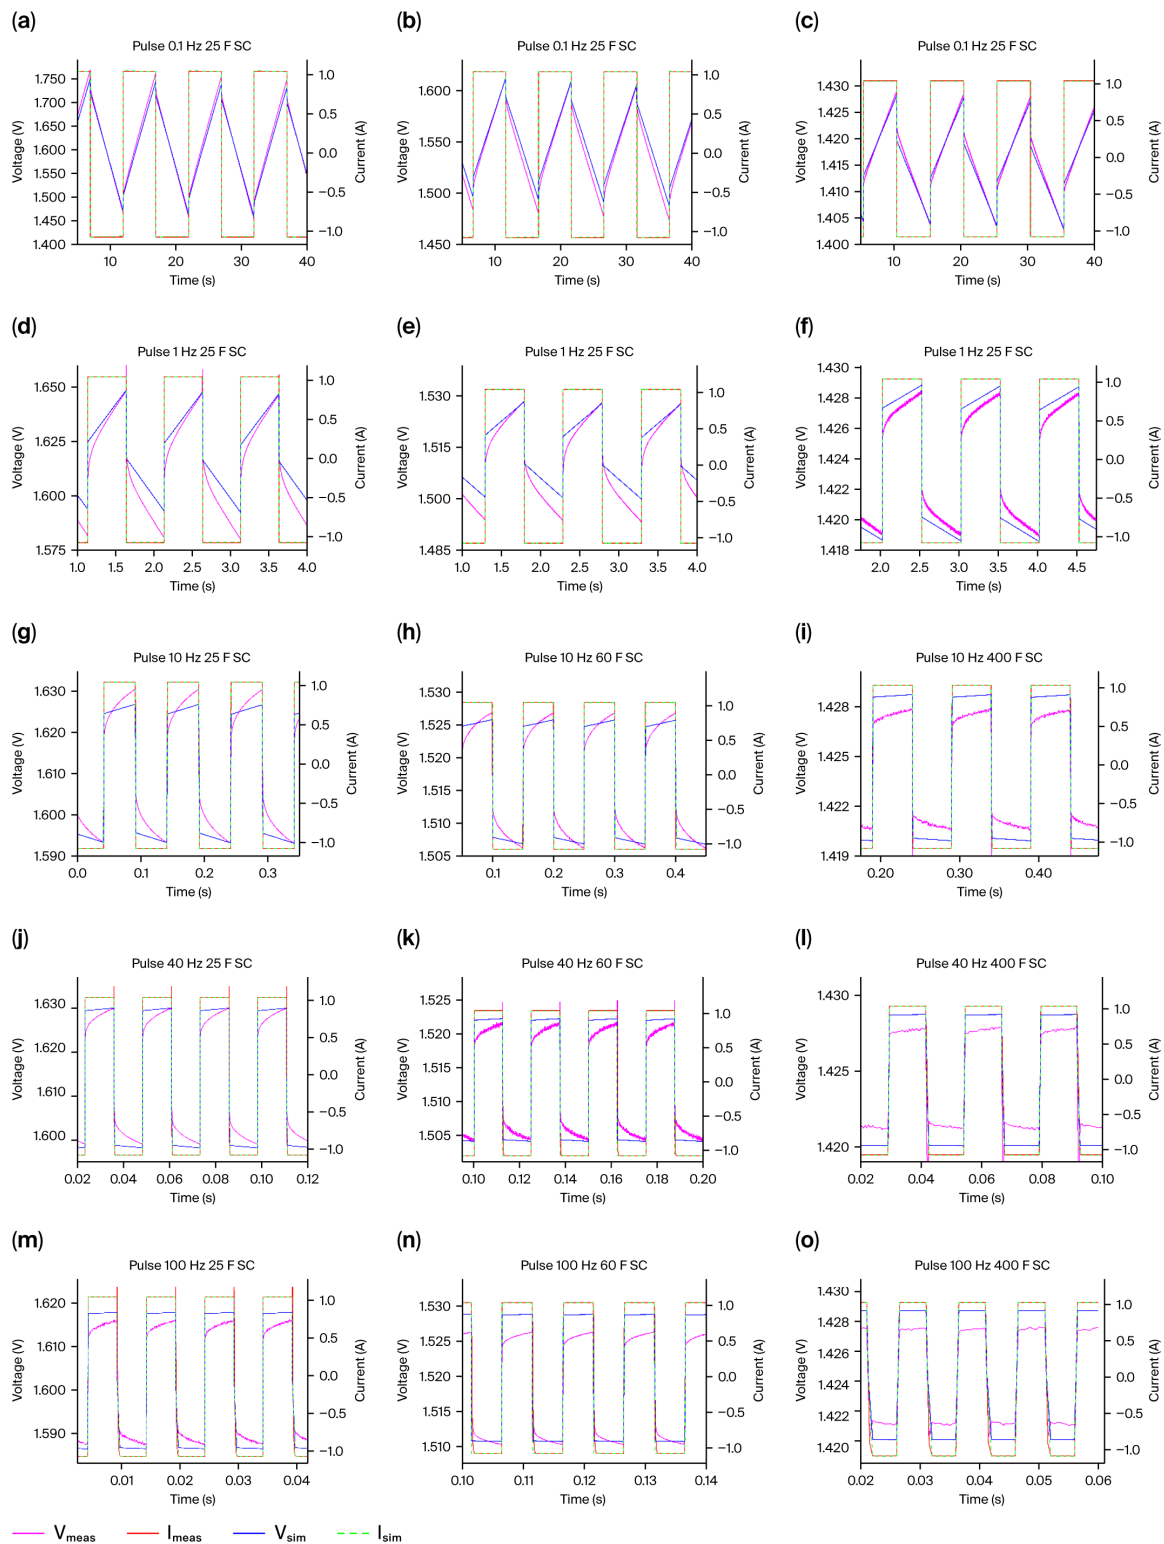 (a)
Pulse 0.1 Hz 25 F SC
Voltage (V)
1.750
1.700
1.650
1.600
1.550
1.500
1.450
1.400
1.0
0.5
0.0
−0.5
−1.0
Current (A)
10 20 30 40
Time (s)
(b)
Pulse 0.1 Hz 25 F SC
Voltage (V)
1.600
1.550
1.500
1.450
1.0
0.5
0.0
−0.5
−1.0
Current (A)
10 20 30 40
Time (s)
(c)
Pulse 0.1 Hz 25 F SC
Voltage (V)
1.430
1.425
1.420
1.415
1.410
1.405
1.400
1.0
0.5
0.0
−0.5
−1.0
Current (A)
10 20 30 40
Time (s)
(d)
Pulse 1 Hz 25 F SC
Voltage (V)
1.650
1.625
1.600
1.575
1.0
0.5
0.0
−0.5
−1.0
Current (A)
1.0 1.5 2.0 2.5 3.0 3.5 4.0
Time (s)
(e)
Pulse 1 Hz 25 F SC
Voltage (V)
1.530
1.515
1.500
1.485
1.0
0.5
0.0
−0.5
−1.0
Current (A)
1.0 1.5 2.0 2.5 3.0 3.5 4.0
Time (s)
(f)
Pulse 1 Hz 25 F SC
Voltage (V)
1.430
1.428
1.426
1.424
1.422
1.420
1.418
1.0
0.5
0.0
−0.5
−1.0
Current (A)
2.0 2.5 3.0 3.5 4.0 4.5
Time (s)
(g)
Pulse 10 Hz 25 F SC
Voltage (V)
1.630
1.620
1.610
1.600
1.590
1.0
0.5
0.0
−0.5
−1.0
Current (A)
0.0 0.1 0.2 0.3
Time (s)
(h)
Pulse 10 Hz 60 F SC
Voltage (V)
1.530
1.525
1.520
1.515
1.510
1.505
1.0
0.5
0.0
−0.5
−1.0
Current (A)
0.1 0.2 0.3 0.4
Time (s)
(i)
Pulse 10 Hz 400 F SC
Voltage (V)
1.428
1.425
1.422
1.419
1.0
0.5
0.0
−0.5
−1.0
Current (A)
0.20 0.30 0.40
Time (s)
(j)
Pulse 40 Hz 25 F SC
Voltage (V)
1.630
1.620
1.610
1.600
1.0
0.5
0.0
−0.5
−1.0
Current (A)
0.02 0.04 0.06 0.08 0.10 0.12
Time (s)
(k)
Pulse 40 Hz 60 F SC
Voltage (V)
1.525
1.520
1.515
1.510
1.505
1.0
0.5
0.0
−0.5
−1.0
Current (A)
0.10 0.12 0.14 0.16 0.18 0.20
Time (s)
(l)
Pulse 40 Hz 400 F SC
Voltage (V)
1.430
1.425
1.420
1.0
0.5
0.0
−0.5
−1.0
Current (A)
0.02 0.04 0.06 0.08 0.10
Time (s)
(m)
Pulse 100 Hz 25 F SC
Voltage (V)
1.620
1.610
1.600
1.590
1.0
0.5
0.0
−0.5
−1.0
Current (A)
0.01 0.02 0.03 0.04
Time (s)
(n)
Pulse 100 Hz 60 F SC
Voltage (V)
1.530
1.525
1.520
1.515
1.510
1.0
0.5
0.0
−0.5
−1.0
Current (A)
0.10 0.11 0.12 0.13 0.14
Time (s)
(o)
Pulse 100 Hz 400 F SC
Voltage (V)
1.430
1.428
1.426
1.424
1.422
1.420
1.0
0.5
0.0
−0.5
−1.0
Current (A)
0.02 0.03 0.04 0.05 0.06
Time (s)
Vmeas Imeas Vsim Isim